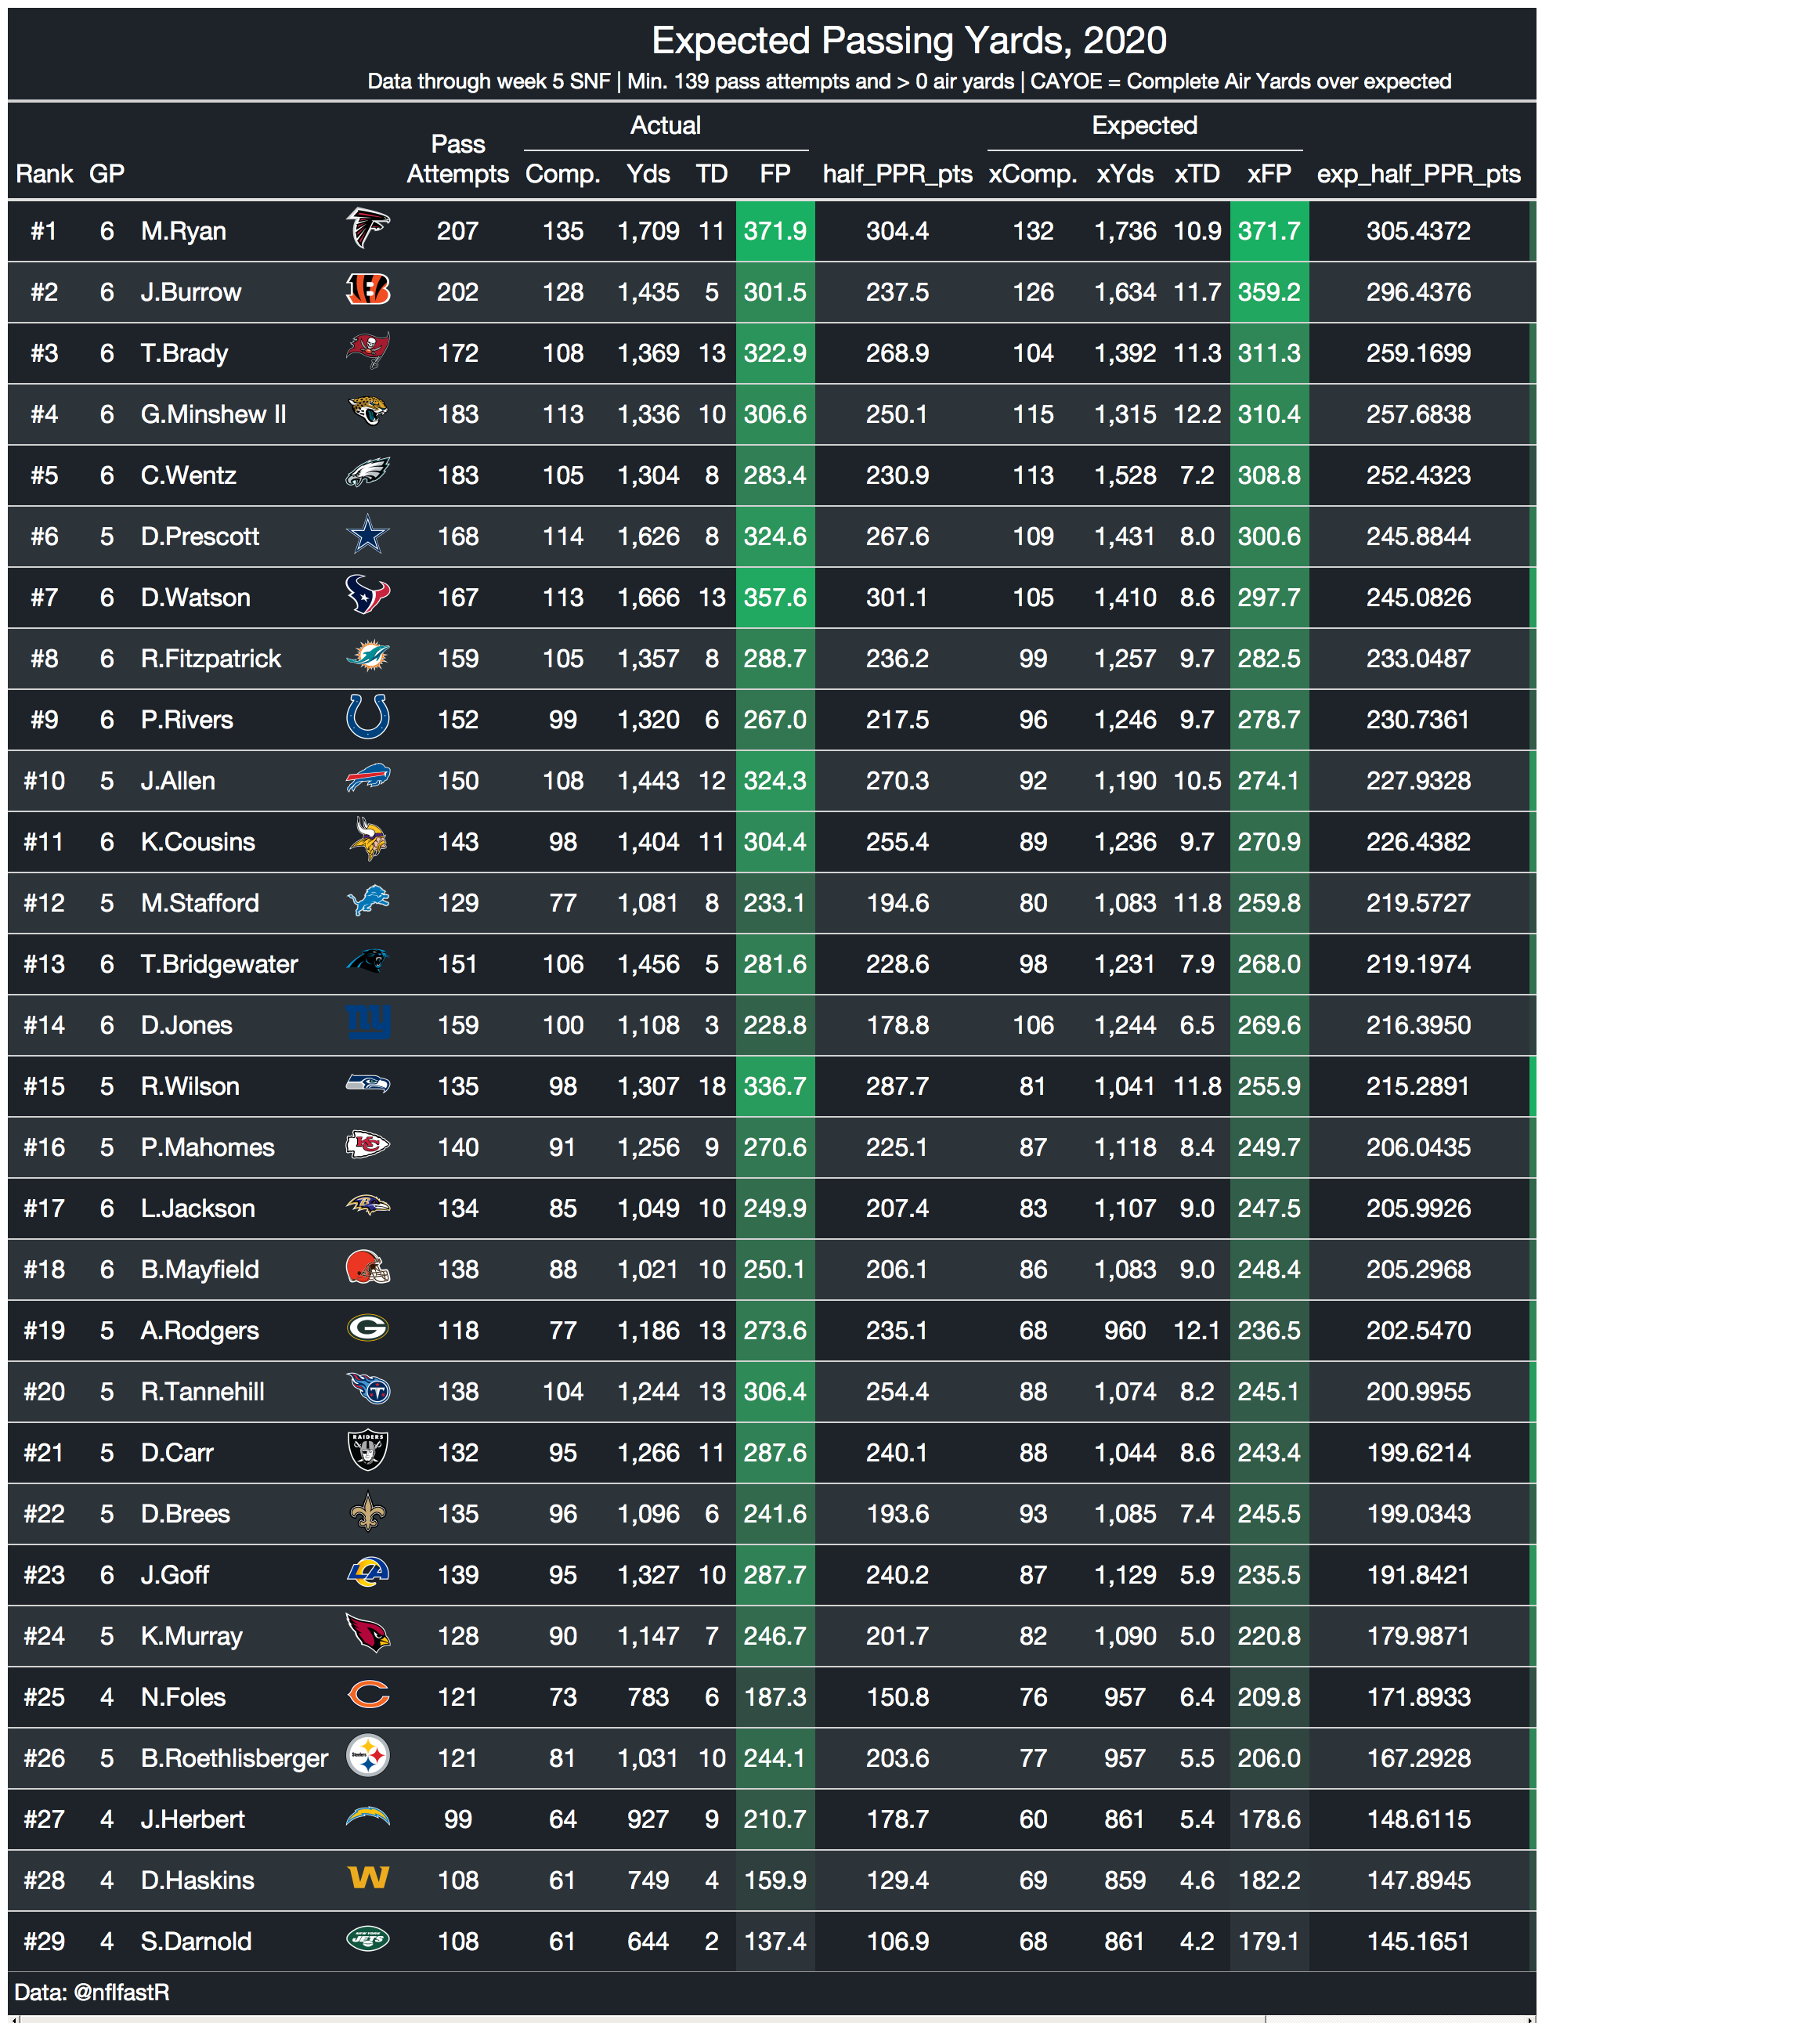 Expected Passing Yards, 2020
Data through week 5 SNF | Min. 139 pass attempts and > 0 air yards | CAYOE = Complete Air Yards over expected
Actual Expected
Rank GP Pass Attempts Comp. Yds TD FP half_PPR_pts xComp. xYds xTD xFP exp_half_PPR_pts
#1 6 M.Ryan 207 135 1,709 11 371.9 304.4 132 1,736 10.9 371.7 305.4372
#2 6 J.Burrow 202 128 1,435 5 301.5 237.5 126 1,634 11.7 359.2 296.4376
#3 6 T.Brady 172 108 1,369 13 322.9 268.9 104 1,392 11.3 311.3 259.1699
#4 6 G.Minshew II 183 113 1,336 10 306.6 250.1 115 1,315 12.2 310.4 257.6838
#5 6 C.Wentz 183 105 1,304 8 283.4 230.9 113 1,528 7.2 308.8 252.4323
#6 5 D.Prescott 168 114 1,626 8 324.6 267.6 109 1,431 8.0 300.6 245.8844
#7 6 D.Watson 167 113 1,666 13 357.6 301.1 105 1,410 8.6 297.7 245.0826
#8 6 R.Fitzpatrick 159 105 1,357 8 288.7 236.2 99 1,257 9.7 282.5 233.0487
#9 6 P.Rivers 152 99 1,320 6 267.0 217.5 96 1,246 9.7 278.7 230.7361
#10 5 J.Allen 150 108 1,443 12 324.3 270.3 92 1,190 10.5 274.1 227.9328
#11 6 K.Cousins 143 98 1,404 11 304.4 255.4 89 1,236 9.7 270.9 226.4382
#12 5 M.Stafford 129 77 1,081 8 233.1 194.6 80 1,083 11.8 259.8 219.5727
#13 6 T.Bridgewater 151 106 1,456 5 281.6 228.6 98 1,231 7.9 268.0 219.1974
#14 6 D.Jones ny 159 100 1,108 3 228.8 178.8 106 1,244 6.5 269.6 216.3950
#15 5 R.Wilson 135 98 1,307 18 336.7 287.7 81 1,041 11.8 255.9 215.2891
#16 5 P.Mahomes KC 140 91 1,256 9 270.6 225.1 87 1,118 8.4 249.7 206.0435
#17 6 L.Jackson 134 85 1,049 10 249.9 207.4 83 1,107 9.0 247.5 205.9926
#18 6 B.Mayfield 138 88 1,021 10 250.1 206.1 86 1,083 9.0 248.4 205.2968
#19 5 A.Rodgers G 118 77 1,186 13 273.6 235.1 68 960 12.1 236.5 202.5470
#20 5 R.Tannehill T 138 104 1,244 13 306.4 254.4 88 1,074 8.2 245.1 200.9955
#21 5 D.Carr RAIDERS 132 95 1,266 11 287.6 240.1 88 1,044 8.6 243.4 199.6214
#22 5 D.Brees 135 96 1,096 6 241.6 193.6 93 1,085 7.4 245.5 199.0343
#23 6 J.Goff LA 139 95 1,327 10 287.7 240.2 87 1,129 5.9 235.5 191.8421
#24 5 K.Murray 128 90 1,147 7 246.7 201.7 82 1,090 5.0 220.8 179.9871
#25 4 N.Foles C 121 73 783 6 187.3 150.8 76 957 6.4 209.8 171.8933
#26 5 B.Roethlisberger Steelers 121 81 1,031 10 244.1 203.6 77 957 5.5 206.0 167.2928
#27 4 J.Herbert 99 64 927 9 210.7 178.7 60 861 5.4 178.6 148.6115
#28 4 D.Haskins W 108 61 749 4 159.9 129.4 69 859 4.6 182.2 147.8945
#29 4 S.Darnold NEW YORK JETS 108 61 644 2 137.4 106.9 68 861 4.2 179.1 145.1651
Data: @nflfastR